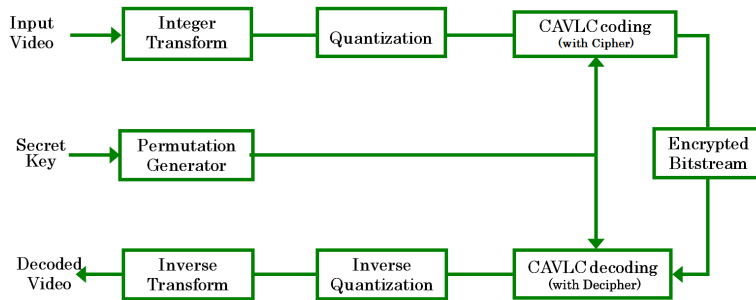 Input
Video
Integer
Transform
Quantization
CAVLC coding
(with Cipher)
Secret
Key
Permutation
Generator
Encrypted
Bitstream
Decoded
Video
Inverse
Transform
Inverse
Quantization
CAVLC decoding
(with Decipher)